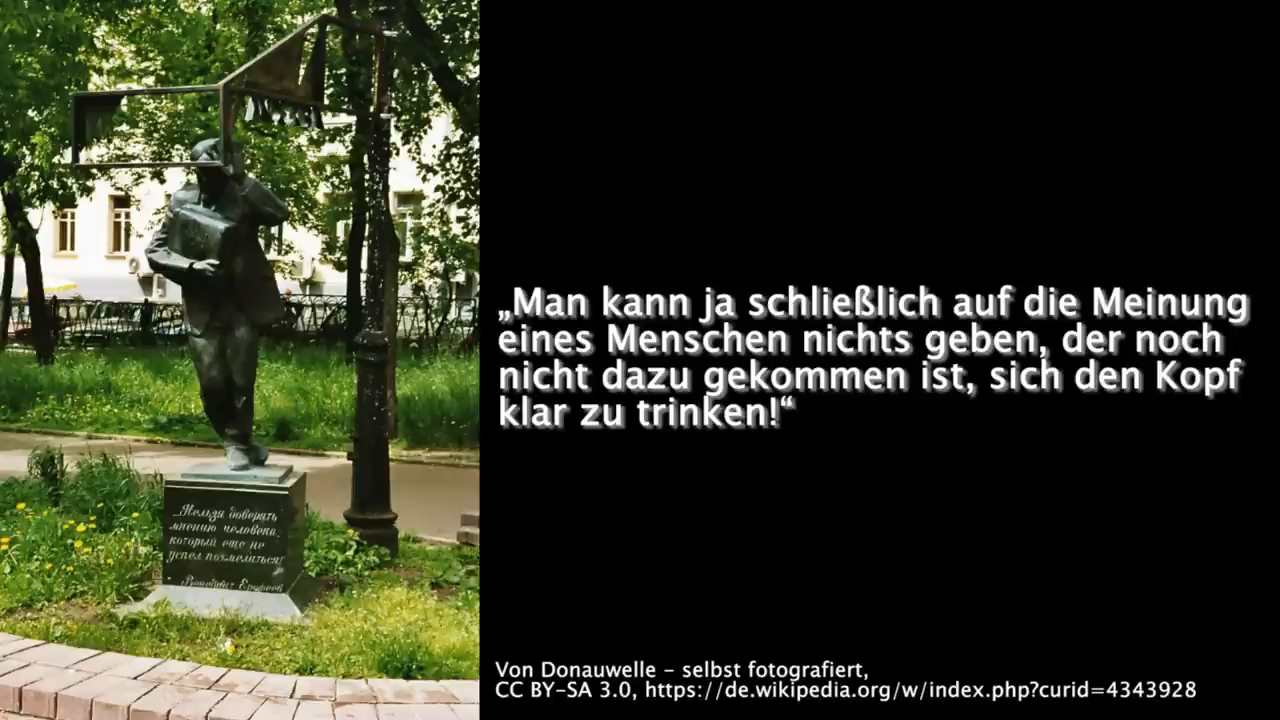 „Нельзя доверять
мнению человека,
который еще не
успел похмелиться!"
Венедикт Ерофеев
„Man kann ja schließlich auf die Meinung
eines Menschen nichts geben, der noch
nicht dazu gekommen ist, sich den Kopf
klar zu trinken!“
Von Donauwelle – selbst fotografiert,
CC BY-SA 3.0, https://de.wikipedia.org/w/index.php?curid=4343928